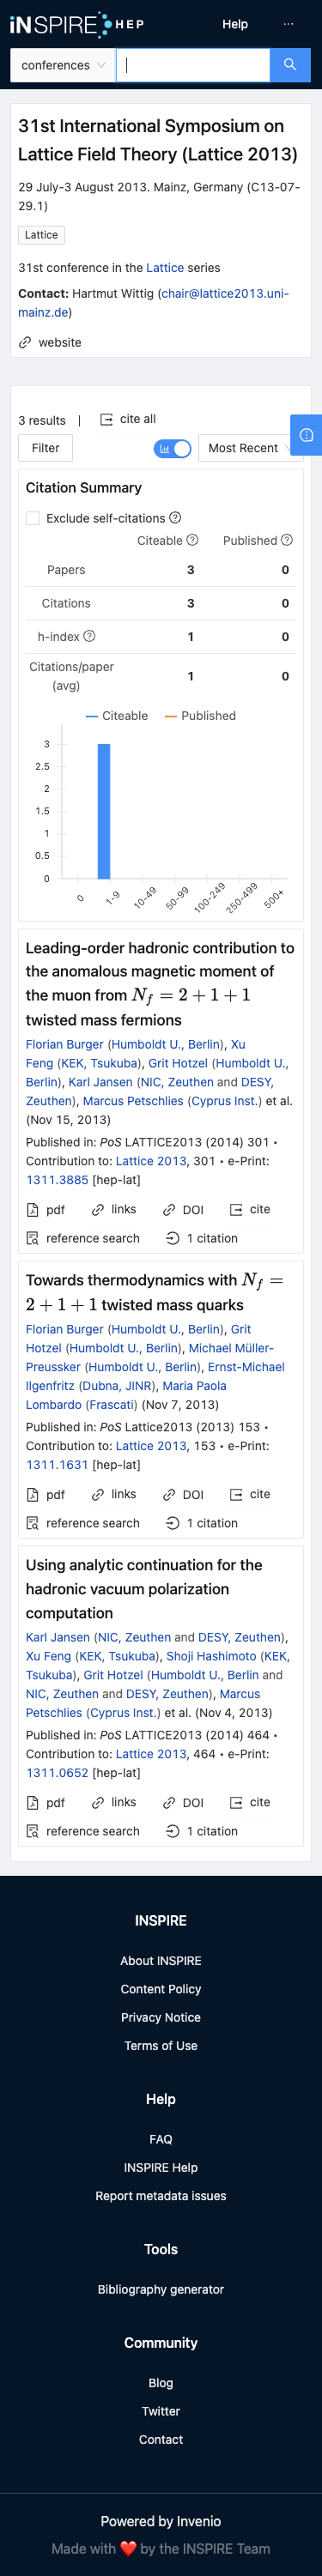 iNSPIRE HEP
Help
···
conferences
31st International Symposium on
Lattice Field Theory (Lattice 2013)
29 July-3 August 2013. Mainz, Germany (C13-07-
29.1)
Lattice
31st conference in the Lattice series
Contact: Hartmut Wittig (chair@lattice2013.uni-
mainz.de)
website
3 results | cite all
Filter
Most Recent
Citation Summary
Exclude self-citations
Citeable Published
Papers 3 0
Citations 3 0
h-index 1 0
Citations/paper
(avg) 1 0
Citeable Published
3
2.5
2
1.5
1
0.5
0
0 1-9 10-49 50-99 100-249 250-499 500+
Leading-order hadronic contribution to
the anomalous magnetic moment of
the muon from N_f = 2 + 1 + 1
twisted mass fermions
Florian Burger (Humboldt U., Berlin), Xu
Feng (KEK, Tsukuba), Grit Hotzel (Humboldt U.,
Berlin), Karl Jansen (NIC, Zeuthen and DESY,
Zeuthen), Marcus Petschlies (Cyprus Inst.) et al.
(Nov 15, 2013)
Published in: PoS LATTICE2013 (2014) 301 •
Contribution to: Lattice 2013, 301 • e-Print:
1311.3885 [hep-lat]
pdf links DOI cite
reference search 1 citation
Towards thermodynamics with N_f =
2 + 1 + 1 twisted mass quarks
Florian Burger (Humboldt U., Berlin), Grit
Hotzel (Humboldt U., Berlin), Michael Müller-
Preussker (Humboldt U., Berlin), Ernst-Michael
Ilgenfritz (Dubna, JINR), Maria Paola
Lombardo (Frascati) (Nov 7, 2013)
Published in: PoS Lattice2013 (2013) 153 •
Contribution to: Lattice 2013, 153 • e-Print:
1311.1631 [hep-lat]
pdf links DOI cite
reference search 1 citation
Using analytic continuation for the
hadronic vacuum polarization
computation
Karl Jansen (NIC, Zeuthen and DESY, Zeuthen),
Xu Feng (KEK, Tsukuba), Shoji Hashimoto (KEK,
Tsukuba), Grit Hotzel (Humboldt U., Berlin and
NIC, Zeuthen and DESY, Zeuthen), Marcus
Petschlies (Cyprus Inst.) et al. (Nov 4, 2013)
Published in: PoS LATTICE2013 (2014) 464 •
Contribution to: Lattice 2013, 464 • e-Print:
1311.0652 [hep-lat]
pdf links DOI cite
reference search 1 citation
INSPIRE
About INSPIRE
Content Policy
Privacy Notice
Terms of Use
Help
FAQ
INSPIRE Help
Report metadata issues
Tools
Bibliography generator
Community
Blog
Twitter
Contact
Powered by Invenio
Made with ❤️ by the INSPIRE Team